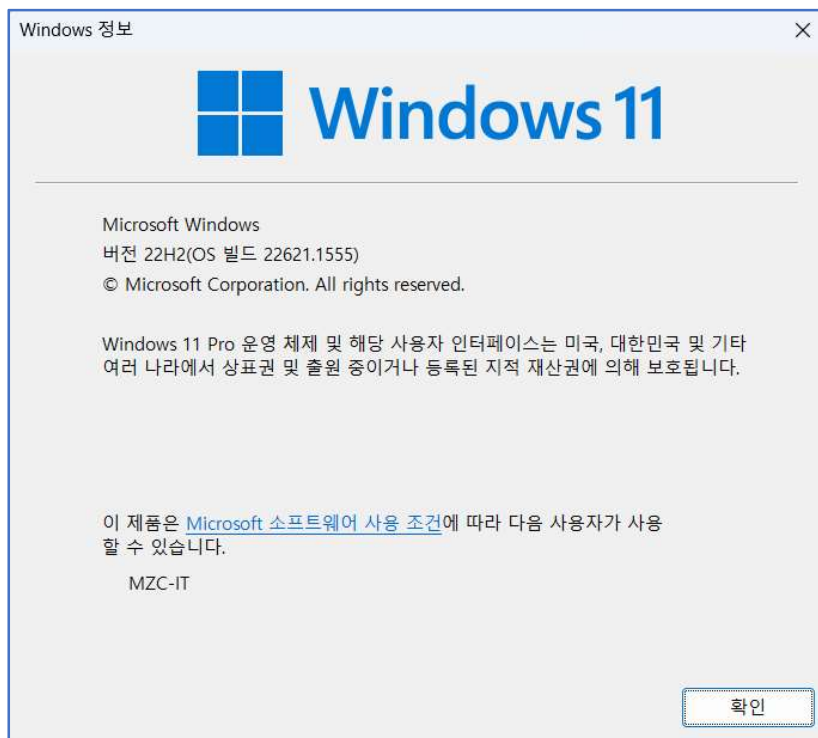 Windows 정보
Windows 11
Microsoft Windows
버전 22H2(OS 빌드 22621.1555)
© Microsoft Corporation. All rights reserved.
Windows 11 Pro 운영 체제 및 해당 사용자 인터페이스는 미국, 대한민국 및 기타
여러 나라에서 상표권 및 출원 중이거나 등록된 지적 재산권에 의해 보호됩니다.
이 제품은 Microsoft 소프트웨어 사용 조건에 따라 다음 사용자가 사용
할 수 있습니다.
MZC-IT
확인